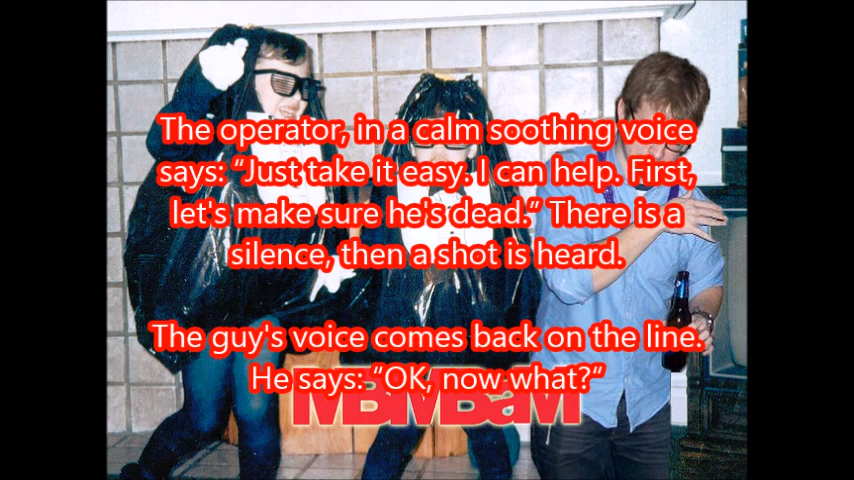 The operator, in a calm soothing voice
says: “Just take it easy. I can help. First,
let's make sure he's dead.” There is a
silence, then a shot is heard.
The guy's voice comes back on the line.
He says: “OK, now what?”
MBMBaM